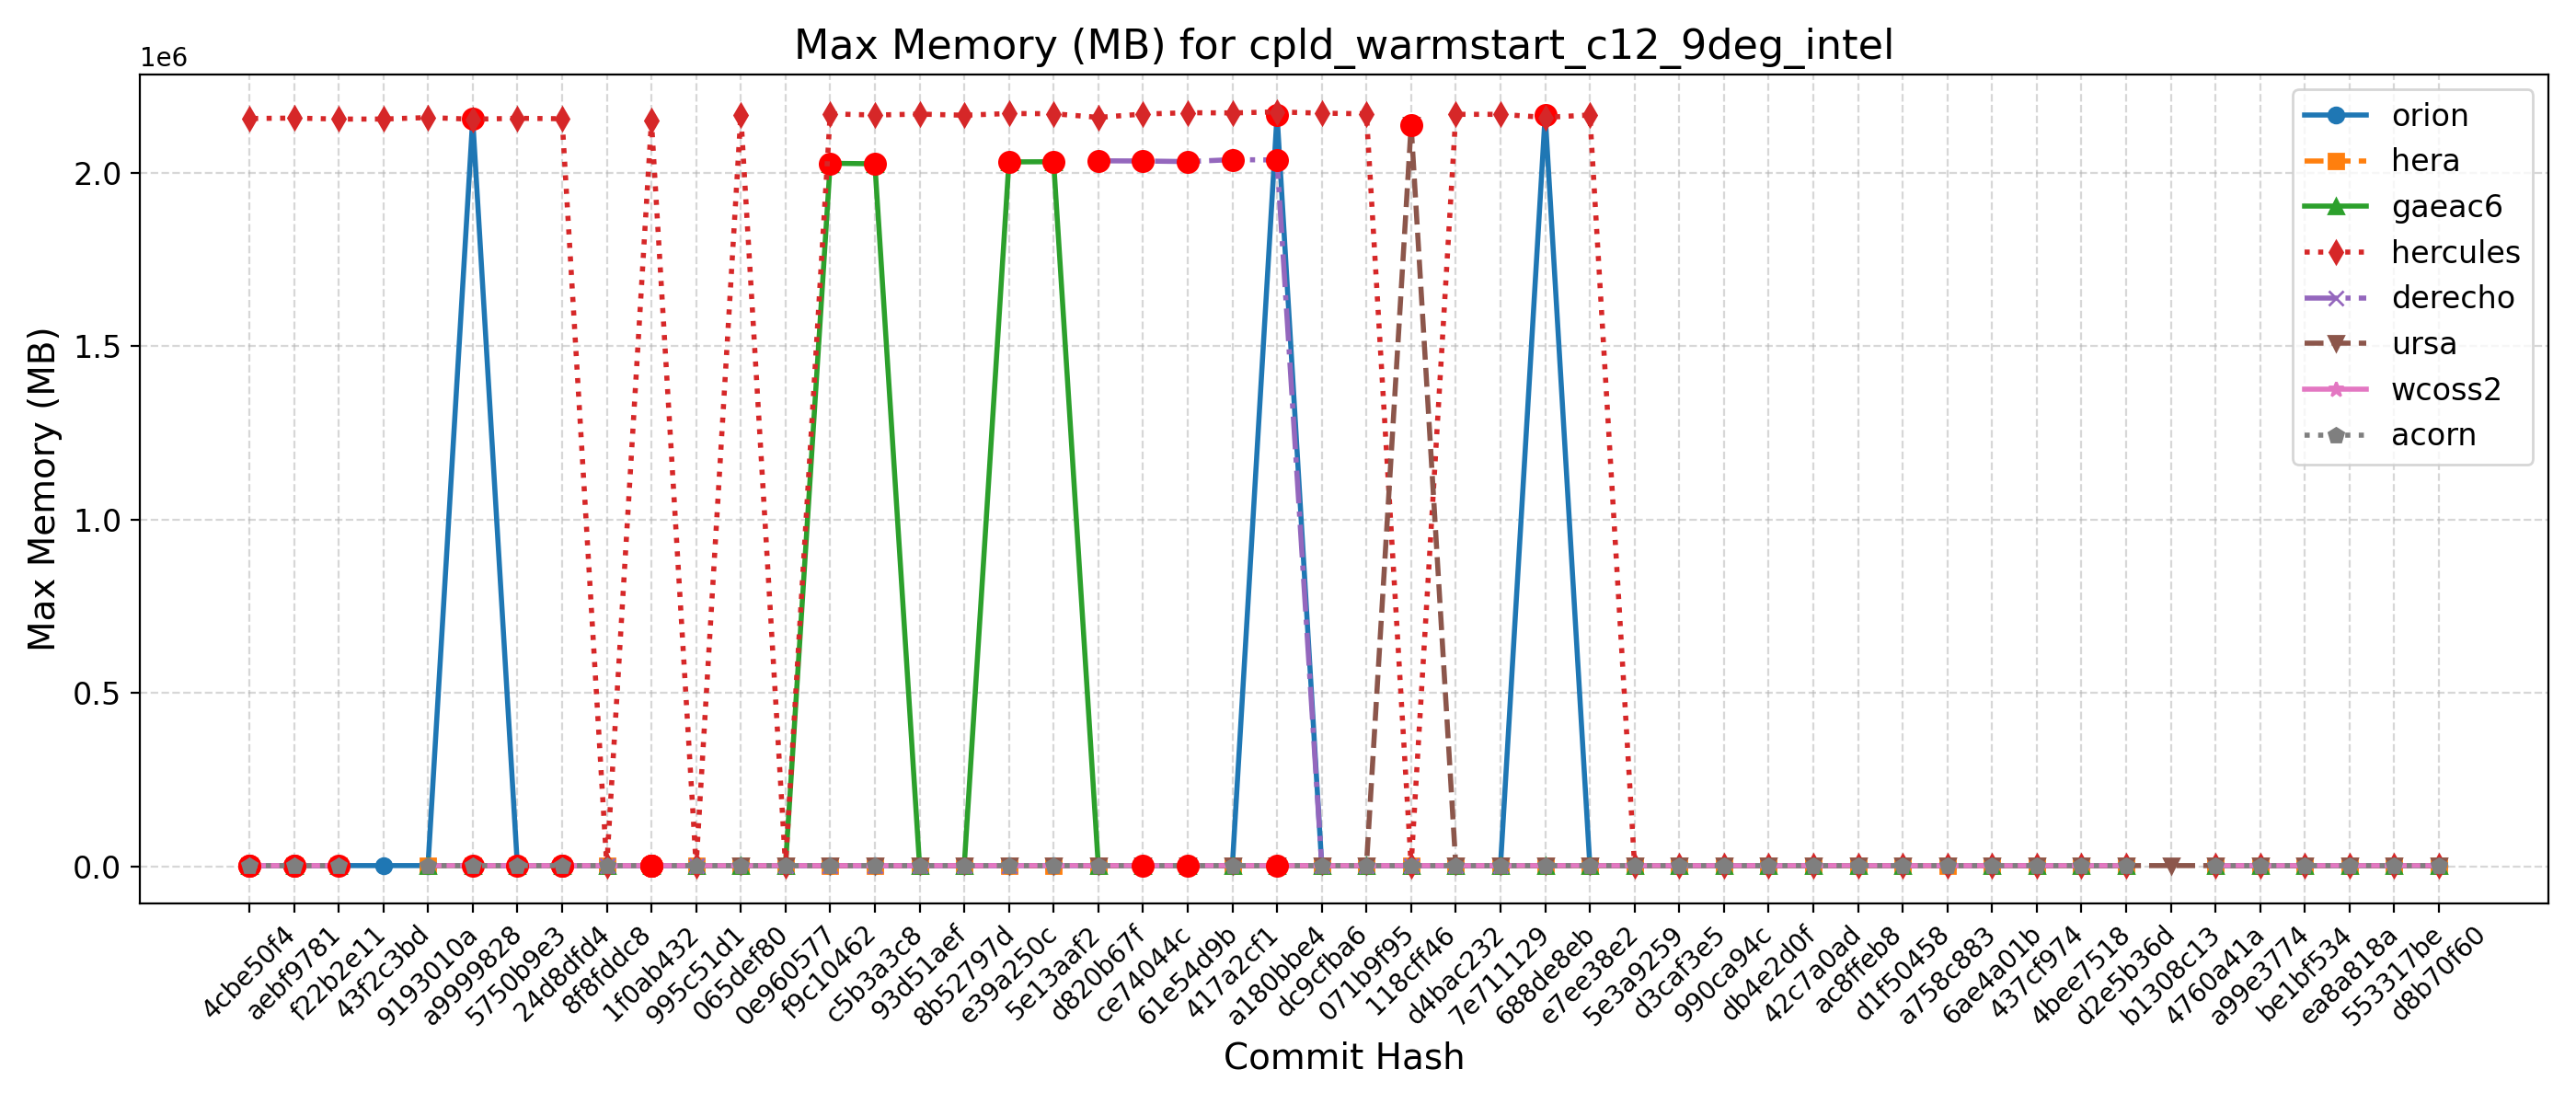 Max Memory (MB) for cpld_warmstart_c12_9deg_intel
1e6
2.0
1.5
1.0
0.5
0.0
Max Memory (MB)
orion
hera
gaeac6
hercules
derecho
ursa
wcoss2
acorn
4cbe50f4
aebf9781
f22b2e11
43f2c3bd
9193010a
a9999828
5750b9e3
24d8dfd4
8f8fddc8
1f0ab432
995c51d1
065def80
0e960577
f9c10462
c5b3a3c8
93d51aef
8b52797d
e39a250c
5e13aaf2
d820b67f
ce74044c
61e54d9b
417a2cf1
a180bbe4
dc9cfba6
071b9f95
118cff46
d4bac232
7e711129
688de8eb
e7ee38e2
5e3a9259
d3caf3e5
990ca94c
db4e2d0f
42c7a0ad
ac8ffeb8
d1f50458
a758c883
6ae4a01b
437cf974
4bee7518
d2e5b36d
b1308c13
4760a41a
a99e3774
be1bf534
ea8a818a
553317be
d8b70f60
Commit Hash